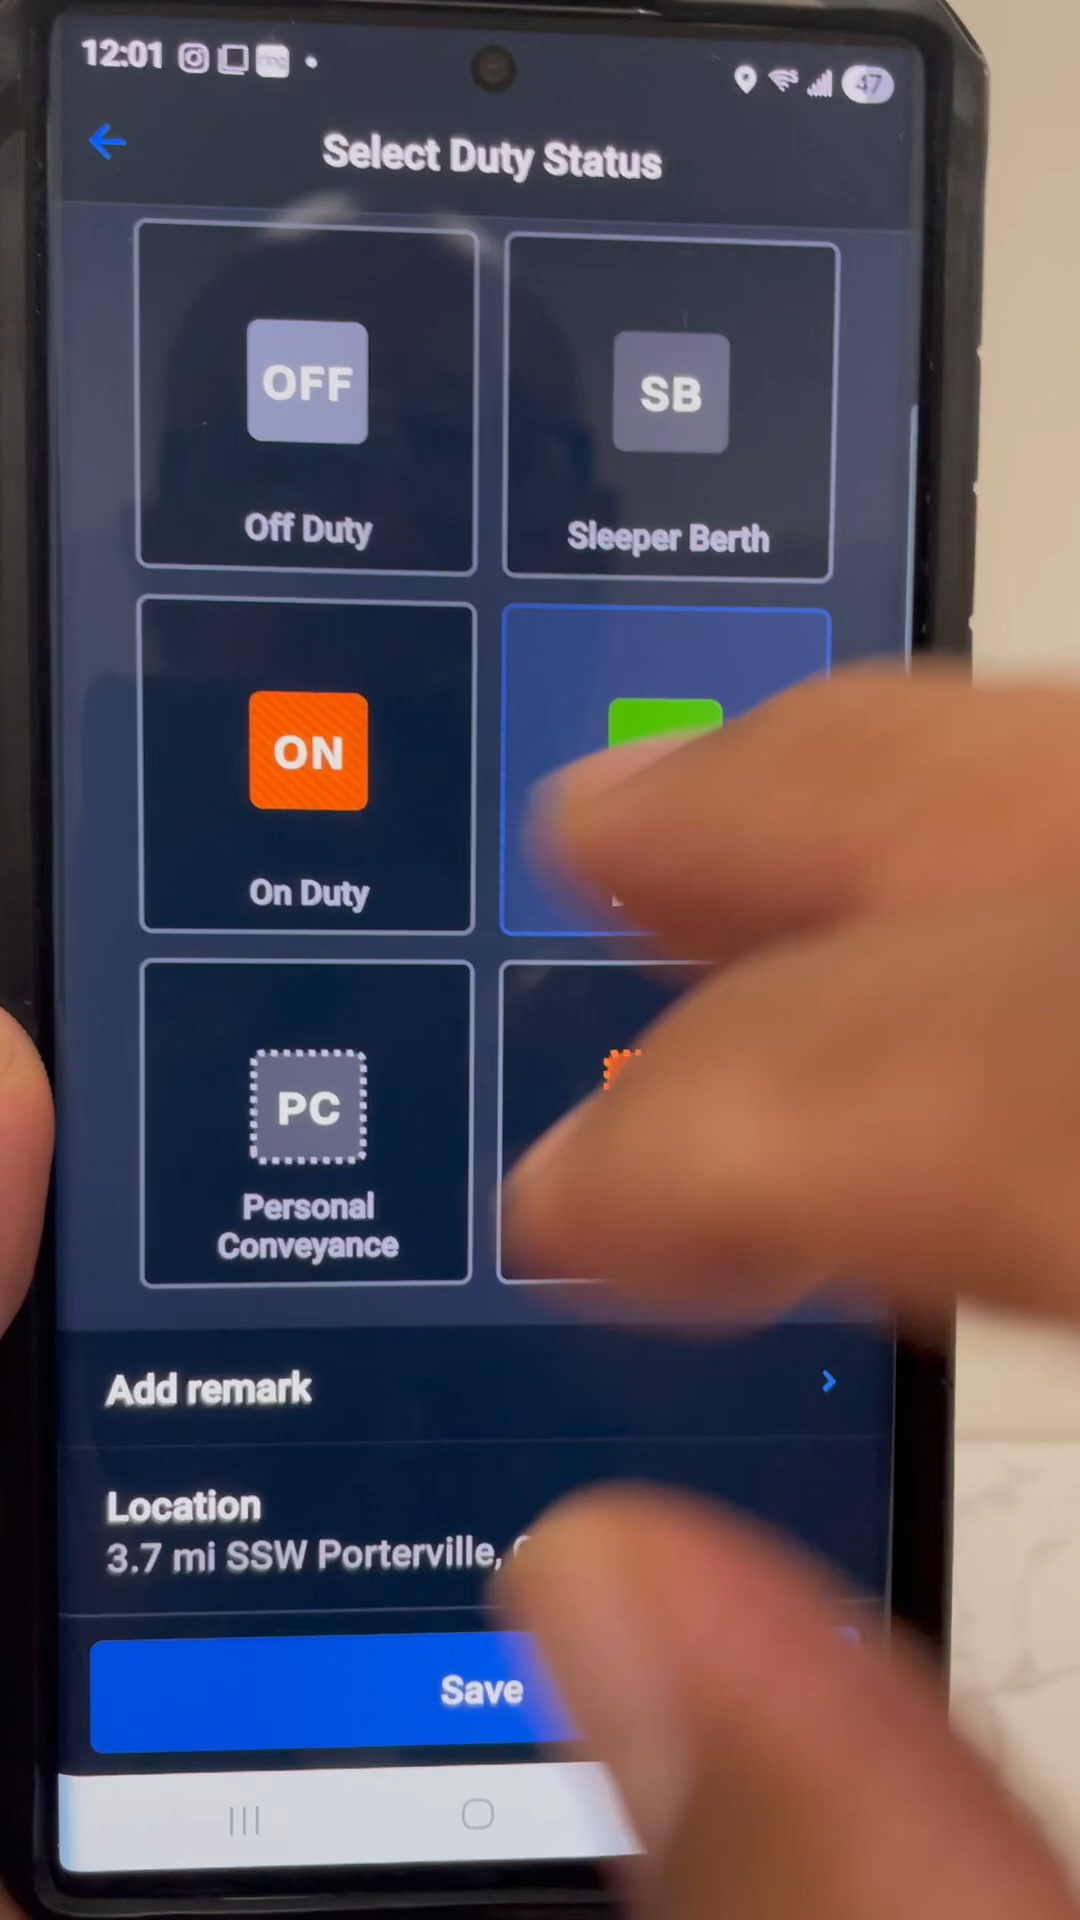 12:01
47
Select Duty Status
OFF
Off Duty
SB
Sleeper Berth
ON
On Duty
PC
Personal
Conveyance
Add remark
Location
3.7 mi SSW Porterville,
Save